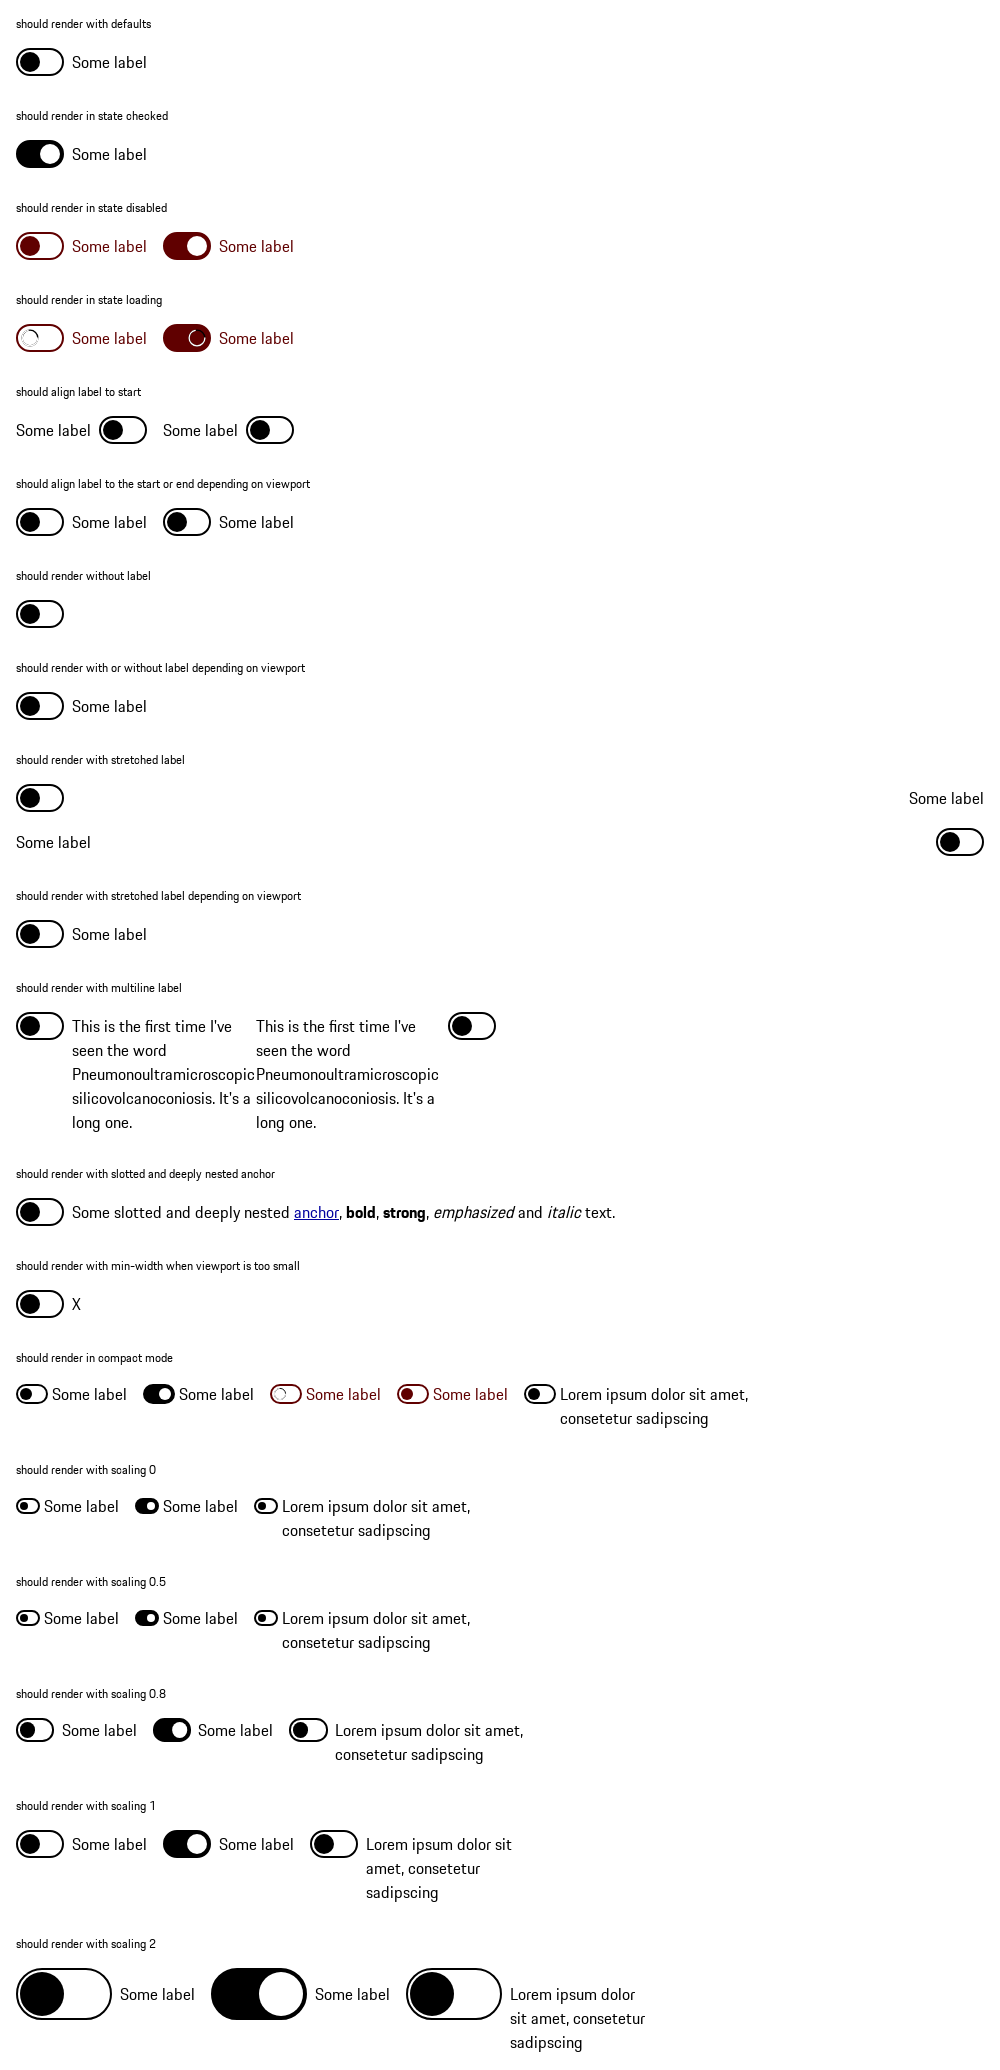 should render with defaults
Some label
should render in state checked
Some label
should render in state disabled
Some label Some label
should render in state loading
Some label Some label
should align label to start
Some label Some label
should align label to the start or end depending on viewport
Some label Some label
should render without label
should render with or without label depending on viewport
Some label
should render with stretched label
Some label
Some label
should render with stretched label depending on viewport
Some label
should render with multiline label
This is the first time I've
seen the word
Pneumonoultramicroscopic
silicovolcanoconiosis. It's a
long one.
This is the first time I've
seen the word
Pneumonoultramicroscopic
silicovolcanoconiosis. It's a
long one.
should render with slotted and deeply nested anchor
Some slotted and deeply nested anchor, bold, strong, emphasized and italic text.
should render with min-width when viewport is too small
X
should render in compact mode
Some label Some label Some label Some label Lorem ipsum dolor sit amet,
consetetur sadipscing
should render with scaling 0
Some label Some label Lorem ipsum dolor sit amet,
consetetur sadipscing
should render with scaling 0.5
Some label Some label Lorem ipsum dolor sit amet,
consetetur sadipscing
should render with scaling 0.8
Some label Some label Lorem ipsum dolor sit amet,
consetetur sadipscing
should render with scaling 1
Some label Some label Lorem ipsum dolor sit
amet, consetetur
sadipscing
should render with scaling 2
Some label Some label Lorem ipsum dolor
sit amet, consetetur
sadipscing